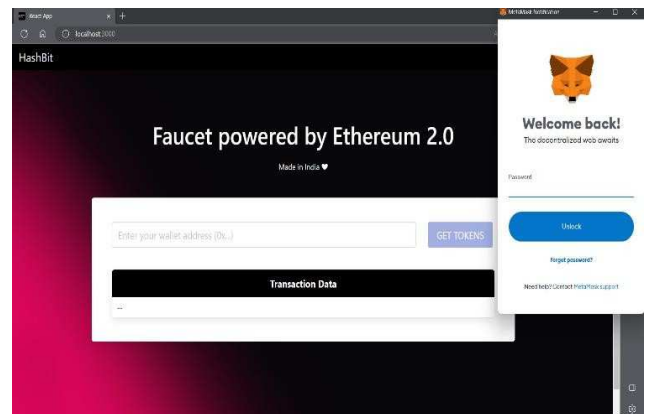 React App
MetaMask Notification
localhost:3000
HashBit
Faucet powered by Ethereum 2.0
Made in India ♥
Enter your wallet address (0x...)
GET TOKENS
Transaction Data
--
Welcome back!
The decentralized web awaits
Password
Unlock
Forgot password?
Need help? Contact MetaMask support